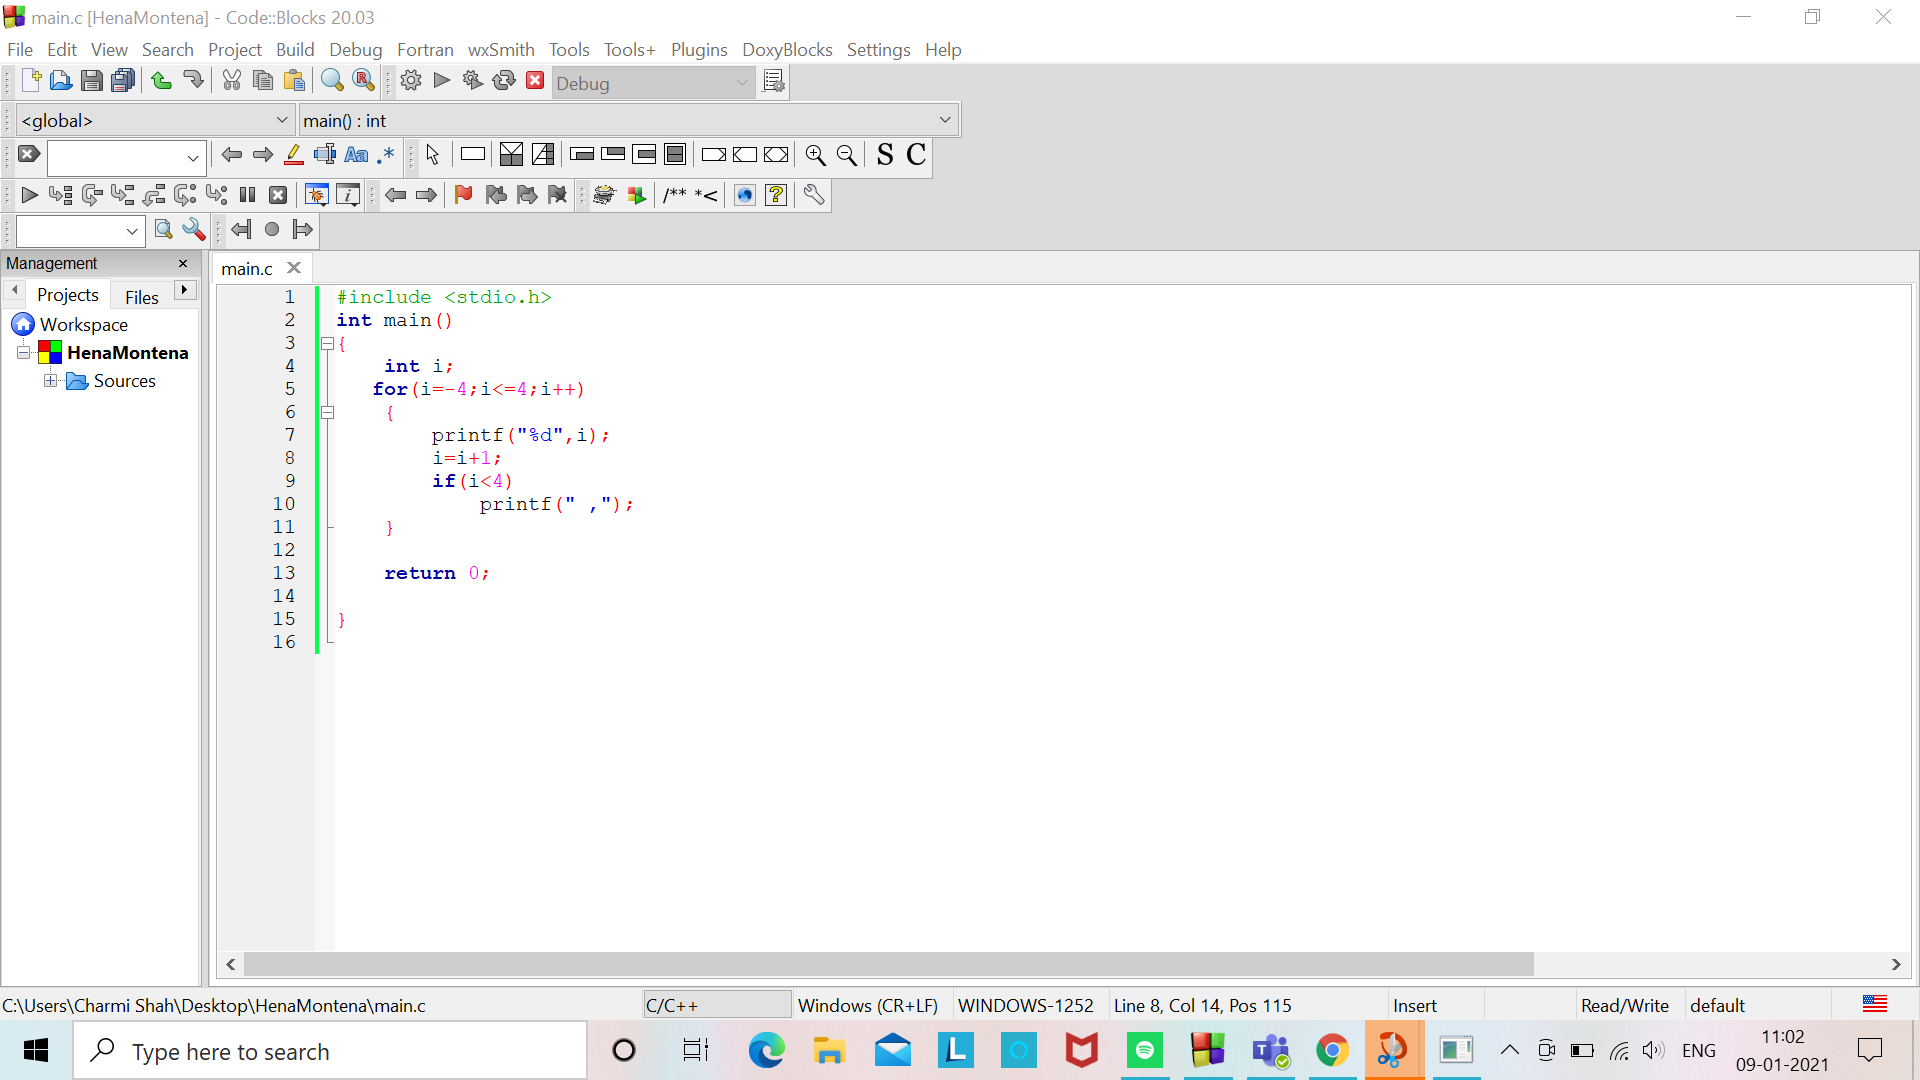 main.c [HenaMontena] - Code::Blocks 20.03
File Edit View Search Project Build Debug Fortran wxSmith Tools Tools+ Plugins DoxyBlocks Settings Help
Debug
<global> main() : int
Aa .* S C
/** *<
Management
main.c
Projects Files
Workspace
HenaMontena
Sources
1 #include <stdio.h>
2 int main()
3 {
4 int i;
5 for(i=-4;i<=4;i++)
6 {
7 printf("%d",i);
8 i=i+1;
9 if(i<4)
10 printf(" ,");
11 }
12
13 return 0;
14
15 }
16
C:\Users\Charmi Shah\Desktop\HenaMontena\main.c C/C++ Windows (CR+LF) WINDOWS-1252 Line 8, Col 14, Pos 115 Insert Read/Write default
Type here to search
L
ENG
11:02
09-01-2021